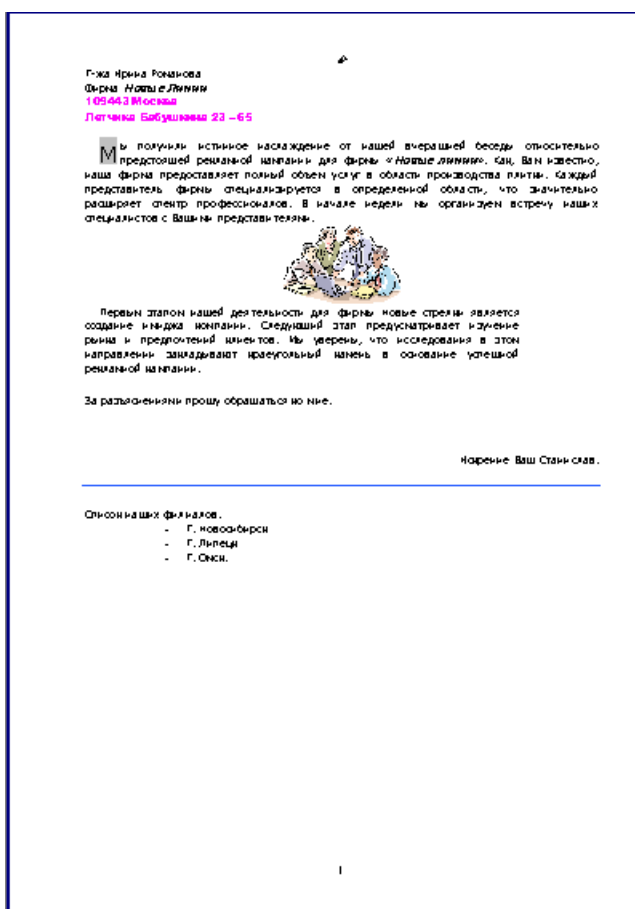 Г-жа Ирина Романова
Фирма Новые Линии
109443 Москва
Летчика Бабушкина 23 – 65
Мы получили истинное наслаждение от нашей вчерашней беседы относительно
предстоящей рекламной кампании для фирмы «Новые линии». Как, Вам известно,
наша фирма предоставляет полный объем услуг в области производства плитки. Каждый
представитель фирмы специализируется в определенной области, что значительно
расширяет спектр профессионалов. В начале недели мы организуем встречу наших
специалистов с Вашими представителями.
Первым этапом нашей деятельности для фирмы новые стрелки является
создание имиджа компании. Следующий этап предусматривает изучение
рынка и предпочтений клиентов. Мы уверены, что исследования в этом
направлении закладывают краеугольный камень в основание успешной
рекламной кампании.
За разъяснениями прошу обращаться ко мне.
Искренне Ваш Станислав.
Список наших филиалов.
- Г. Новосибирск
- Г. Липецк
- Г. Омск.
1